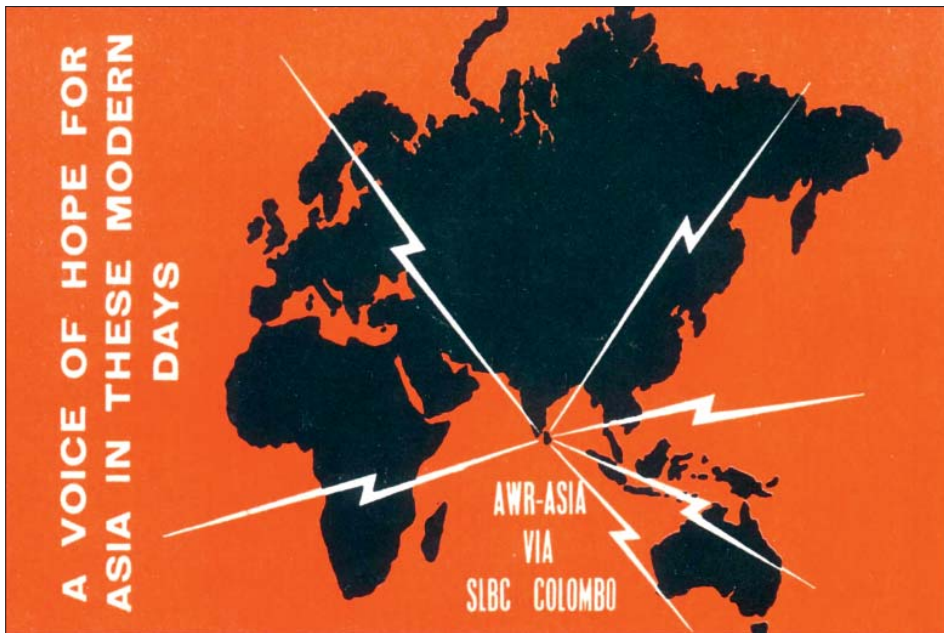 A VOICE OF HOPE FOR
ASIA IN THESE MODERN
DAYS
AWR-ASIA
VIA
SLBC COLOMBO